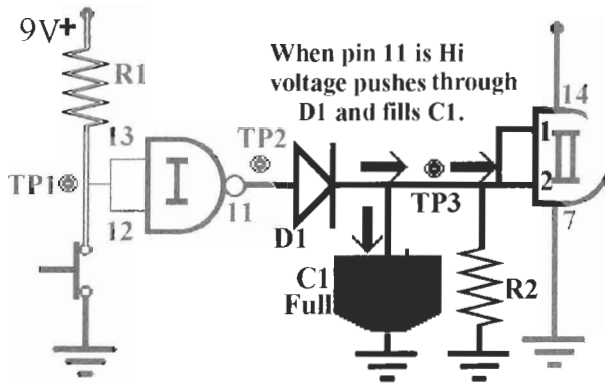 9V+
R1
When pin 11 is Hi
voltage pushes through
D1 and fills C1.
14
13
TP2
I
1
II
TP1
2
11
TP3
12
D1
7
C1
Full
R2